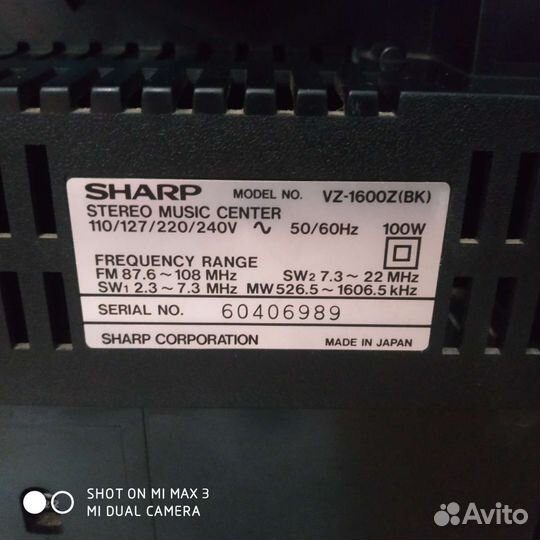 SHARP MODEL NO. VZ-1600Z(BK)
STEREO MUSIC CENTER
110/127/220/240V ∿ 50/60Hz 100W
FREQUENCY RANGE
FM 87.6~108 MHz SW2 7.3~22 MHz
SW1 2.3~7.3 MHz MW 526.5~1606.5 kHz
SERIAL NO. 60406989
SHARP CORPORATION MADE IN JAPAN
SHOT ON MI MAX 3
MI DUAL CAMERA
Avito